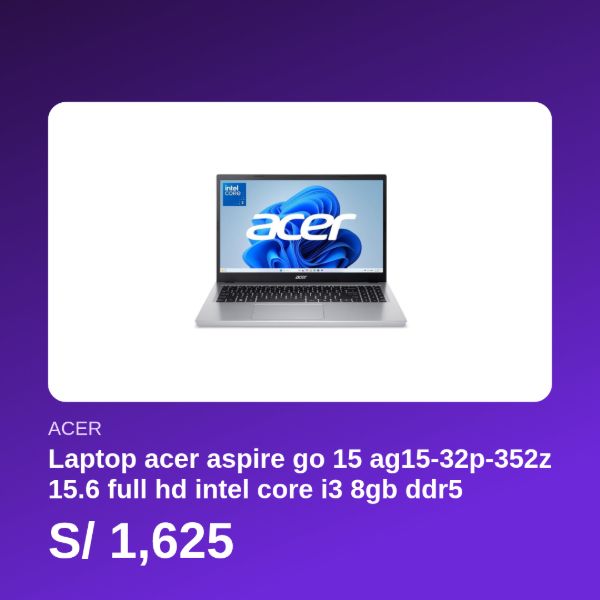 intel
CORE
acer
acer
ACER
Laptop acer aspire go 15 ag15-32p-352z
15.6 full hd intel core i3 8gb ddr5
S/ 1,625